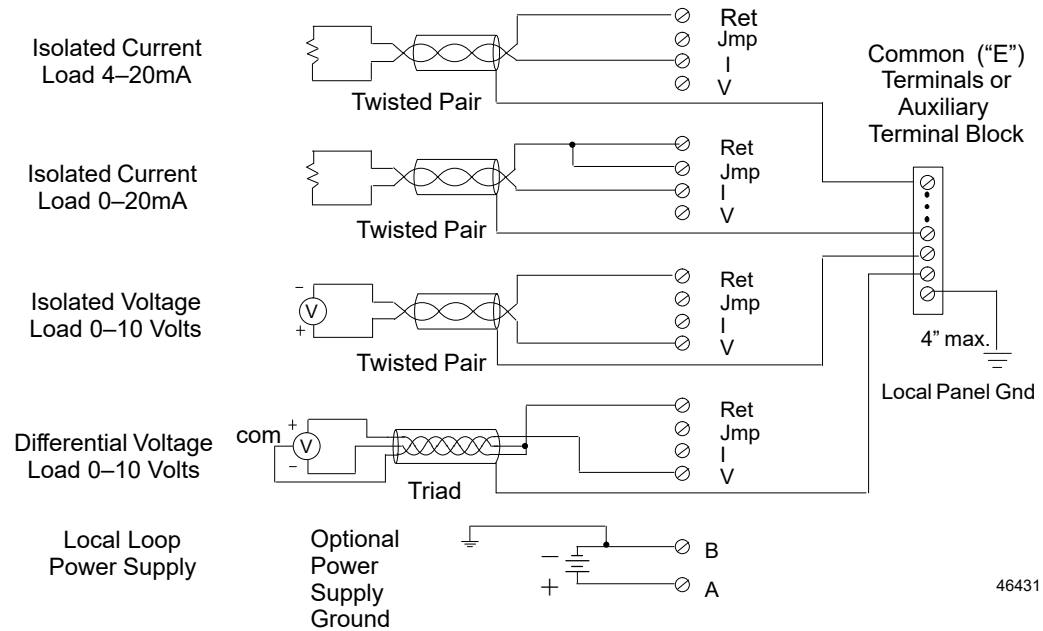 Isolated Current
Load 4–20mA
Twisted Pair
Ret
Jmp
I
V
Common (“E”)
Terminals or
Auxiliary
Terminal Block
Isolated Current
Load 0–20mA
Twisted Pair
Ret
Jmp
I
V
Isolated Voltage
Load 0–10 Volts
–
V
+
Twisted Pair
Ret
Jmp
I
V
4” max.
Local Panel Gnd
Differential Voltage
Load 0–10 Volts
com
+
V
–
Triad
Ret
Jmp
I
V
Local Loop
Power Supply
Optional
Power
Supply
Ground
–
+
B
A
46431